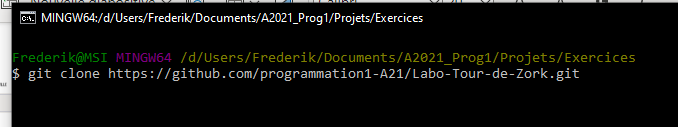 MINGW64:/d/Users/Frederik/Documents/A2021_Prog1/Projets/Exercices
Frederik@MSI MINGW64 /d/Users/Frederik/Documents/A2021_Prog1/Projets/Exercices
$ git clone https://github.com/programmation1-A21/Labo-Tour-de-Zork.git